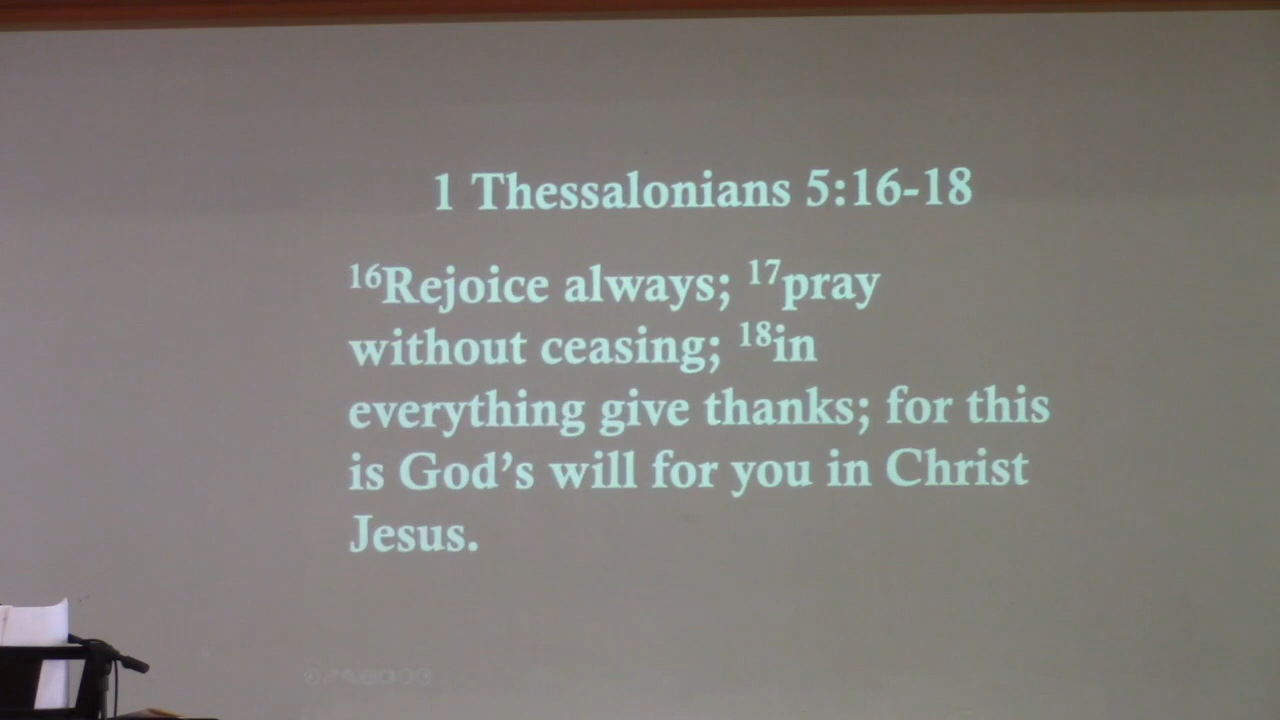 1 Thessalonians 5:16-18
¹⁶Rejoice always; ¹⁷pray
without ceasing; ¹⁸in
everything give thanks; for this
is God’s will for you in Christ
Jesus.